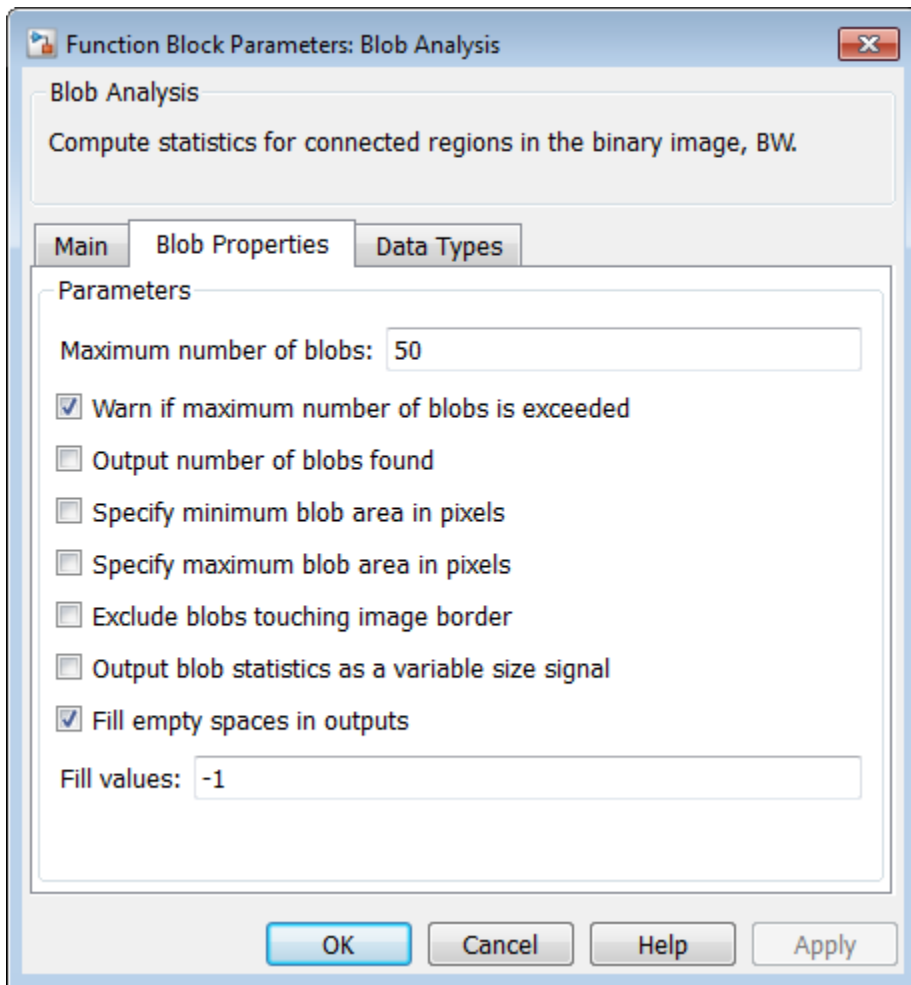 Function Block Parameters: Blob Analysis
Blob Analysis
Compute statistics for connected regions in the binary image, BW.
Main Blob Properties Data Types
Parameters
Maximum number of blobs: 50
Warn if maximum number of blobs is exceeded
Output number of blobs found
Specify minimum blob area in pixels
Specify maximum blob area in pixels
Exclude blobs touching image border
Output blob statistics as a variable size signal
Fill empty spaces in outputs
Fill values: -1
OK Cancel Help Apply